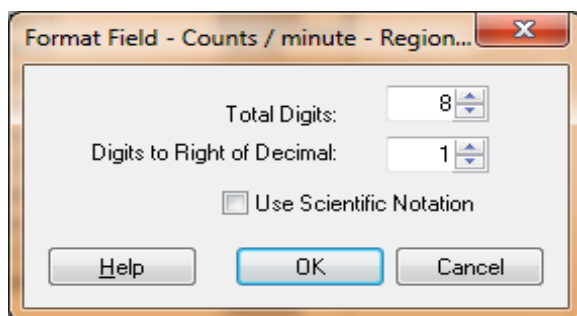 Format Field - Counts / minute - Region...
Total Digits: 8
Digits to Right of Decimal: 1
Use Scientific Notation
Help OK Cancel